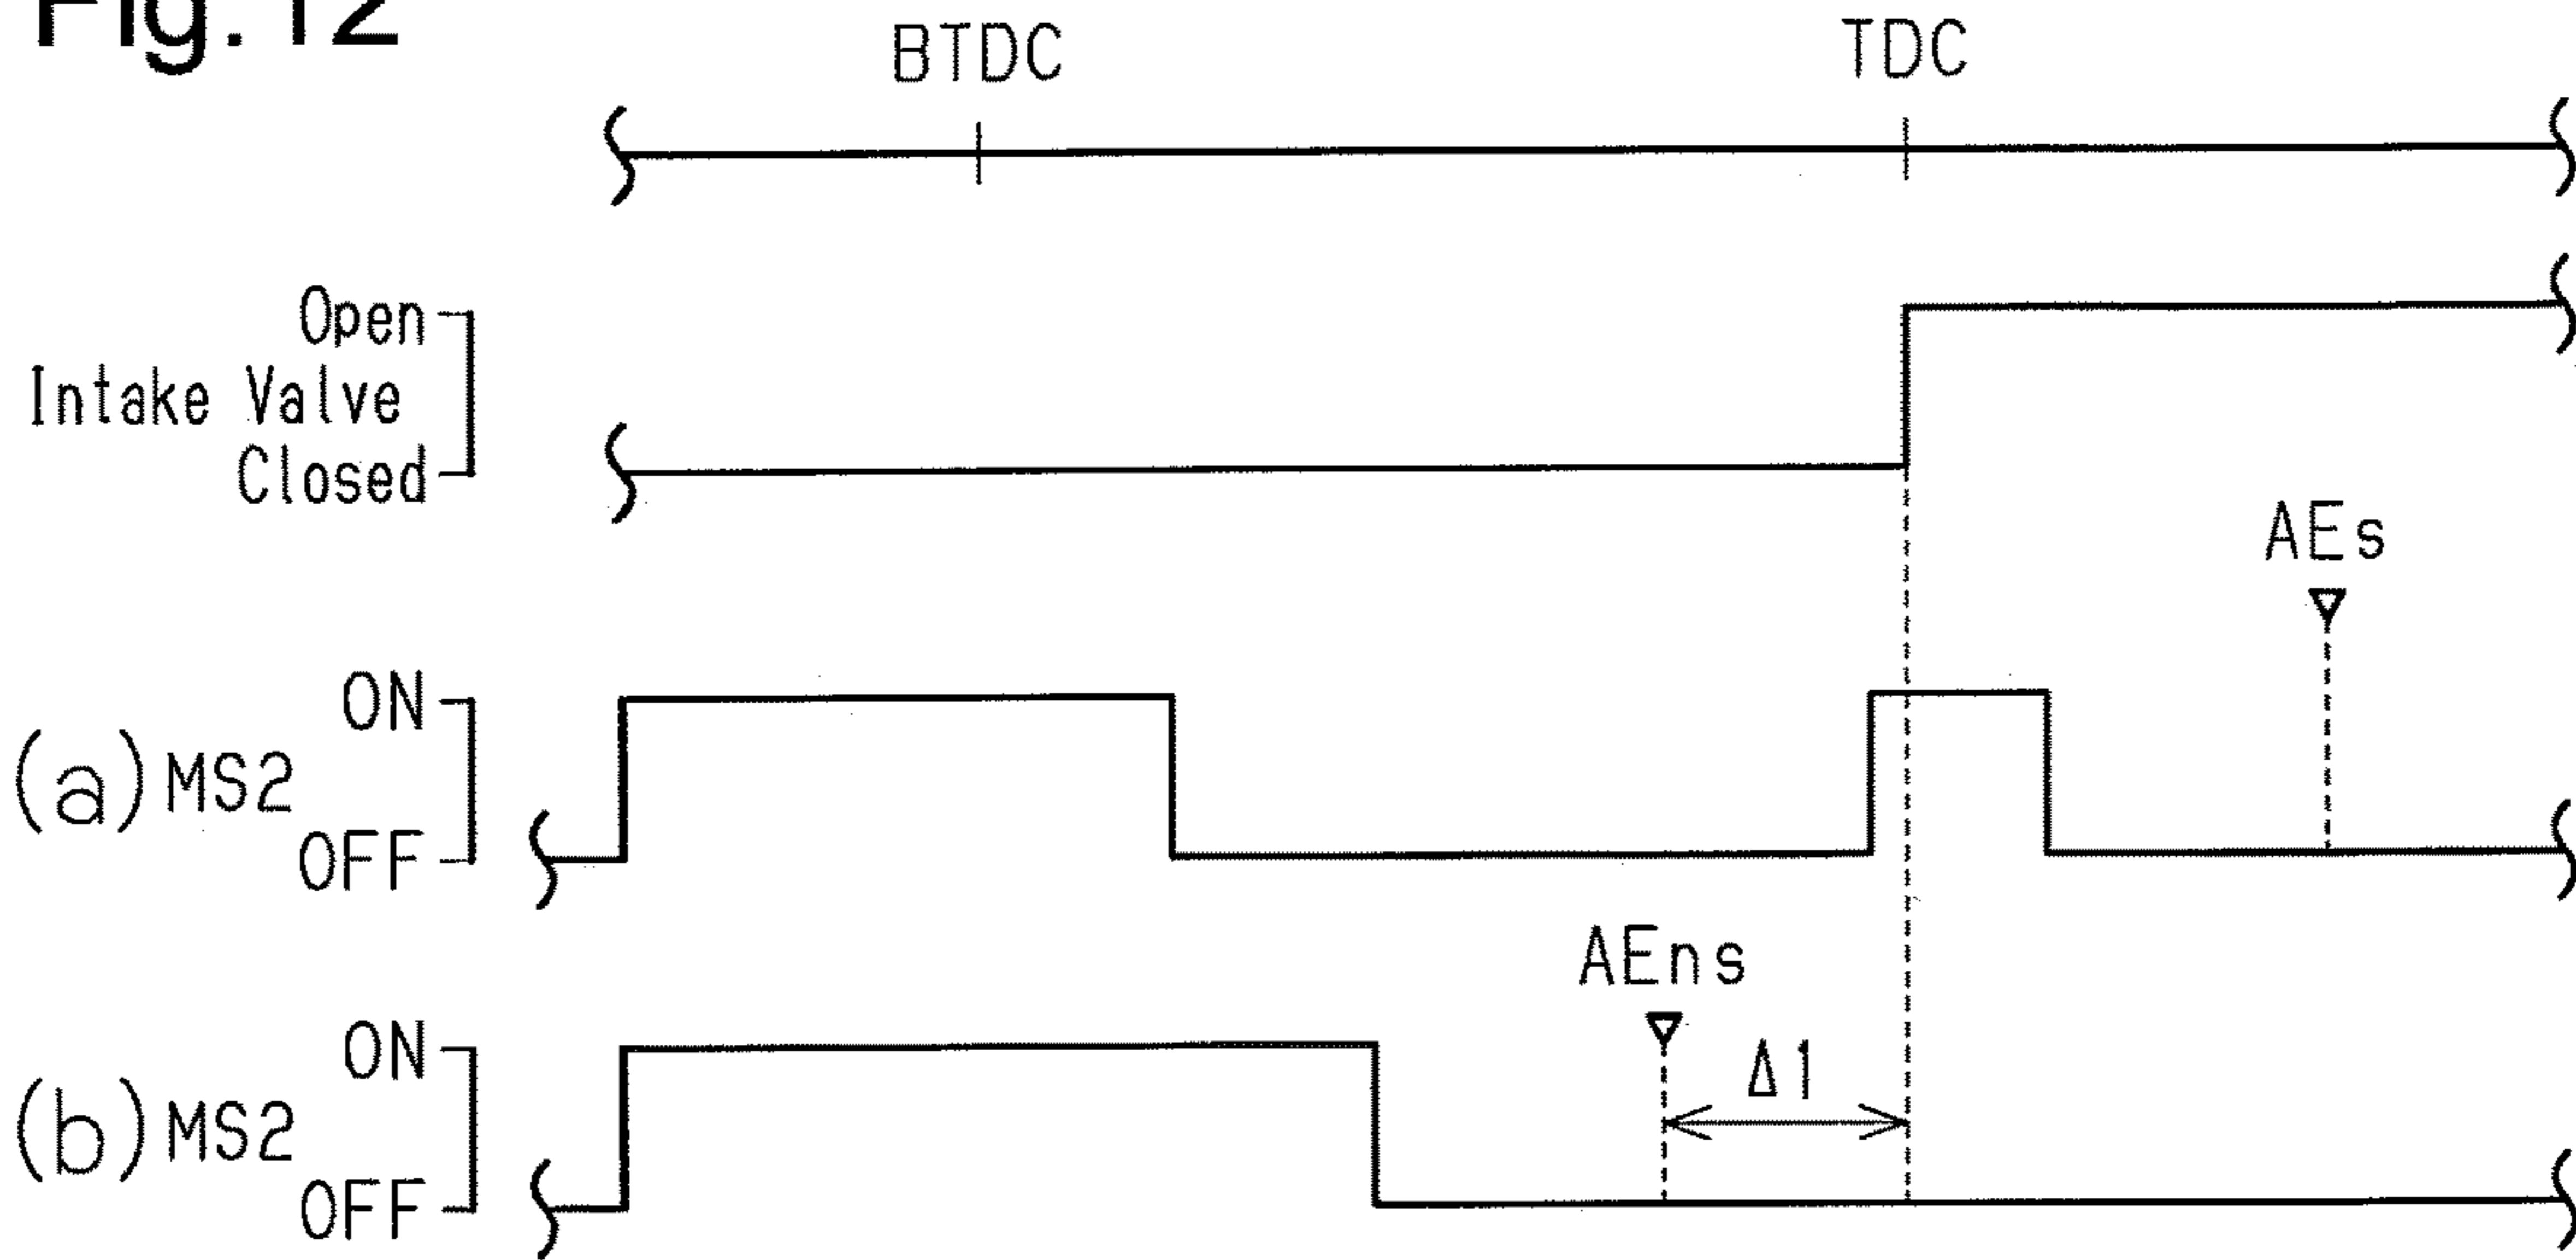 Fig.12
BTDC
TDC
Open
Intake Valve
Closed
AEs
ON
(a) MS2
OFF
AEns
ON
Δ1
(b) MS2
OFF